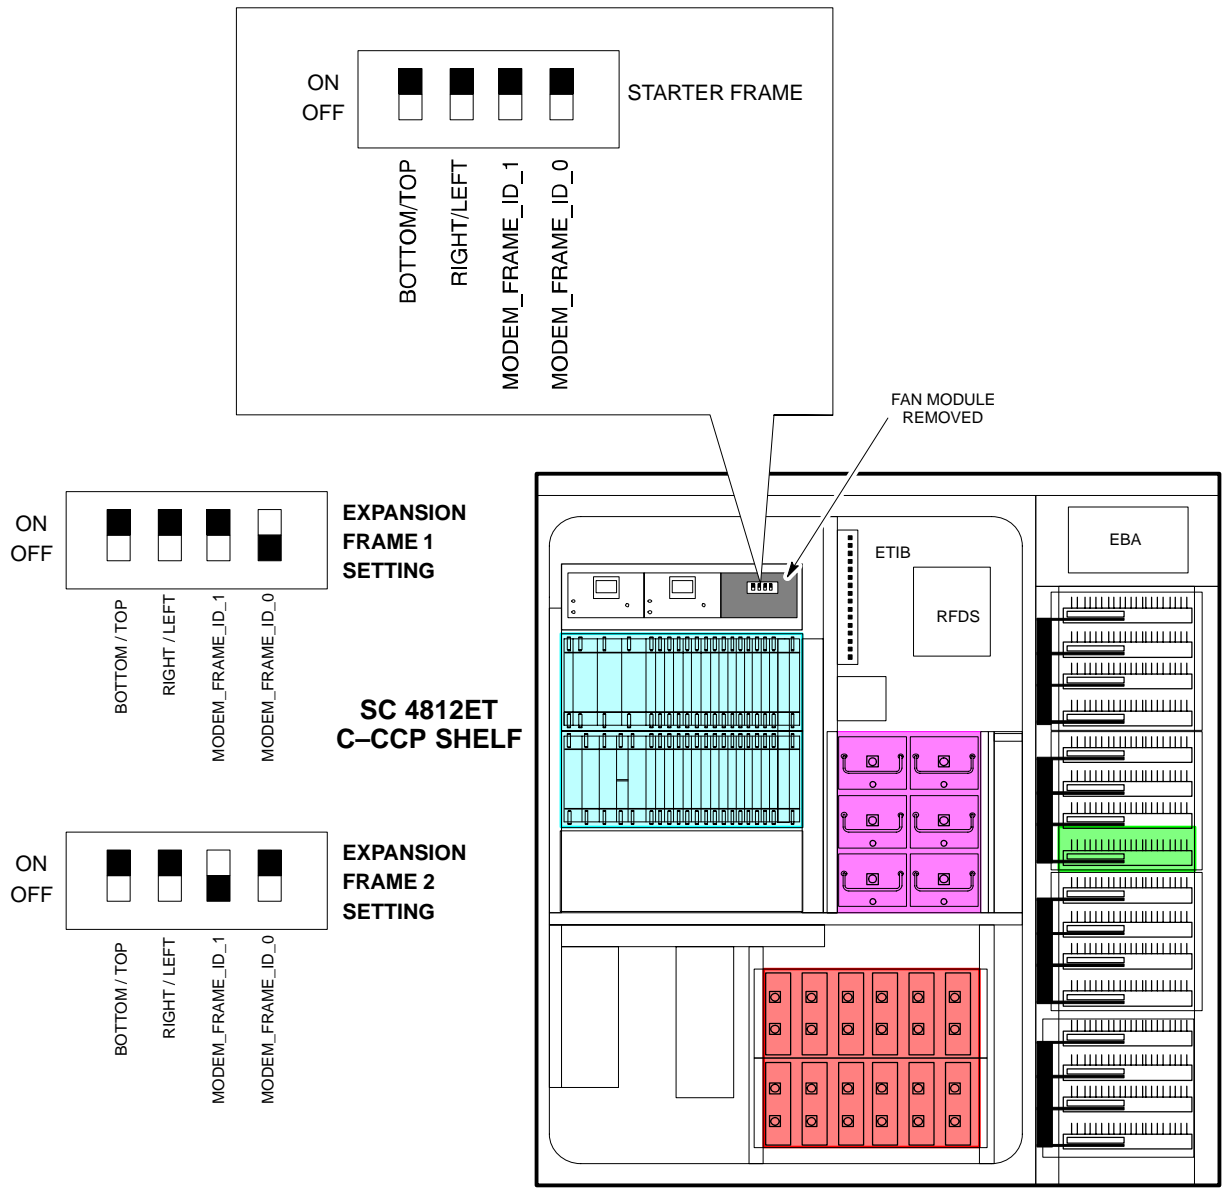 ON
OFF
STARTER FRAME
BOTTOM/TOP
RIGHT/LEFT
MODEM_FRAME_ID_1
MODEM_FRAME_ID_0
FAN MODULE
REMOVED
ON
OFF
EXPANSION
FRAME 1
SETTING
BOTTOM / TOP
RIGHT / LEFT
MODEM_FRAME_ID_1
MODEM_FRAME_ID_0
ETIB
EBA
RFDS
SC 4812ET
C–CCP SHELF
ON
OFF
EXPANSION
FRAME 2
SETTING
BOTTOM / TOP
RIGHT / LEFT
MODEM_FRAME_ID_1
MODEM_FRAME_ID_0